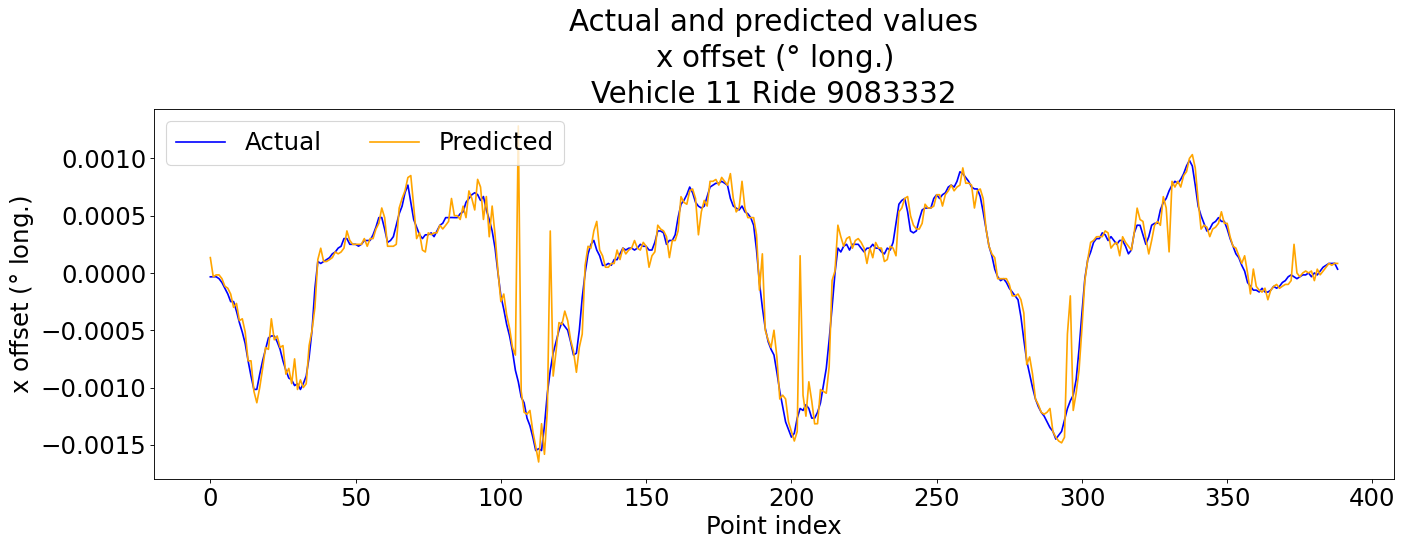 Actual and predicted values
x offset (° long.)
Vehicle 11 Ride 9083332
Actual
Predicted
x offset (° long.)
0.0010
0.0005
0.0000
−0.0005
−0.0010
−0.0015
0
50
100
150
200
250
300
350
400
Point index